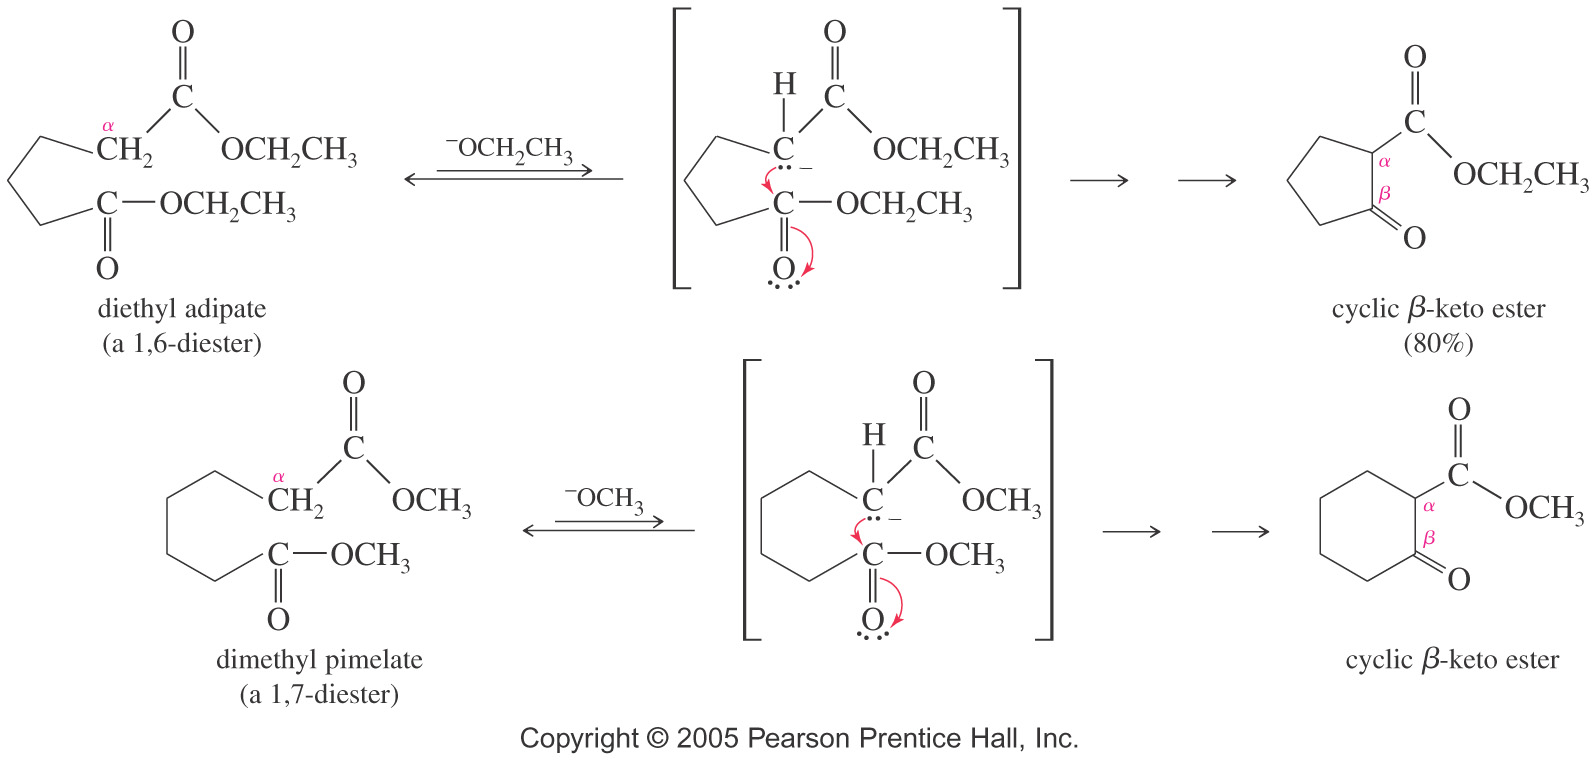 O O O
H C O
α C C C
CH₂ OCH₂CH₃ ⁻OCH₂CH₃ C OCH₂CH₃ α OCH₂CH₃
C OCH₂CH₃ C OCH₂CH₃ β
O O O
diethyl adipate cyclic β-keto ester
(a 1,6-diester) (80%)
O O O
H
α C C C
CH₂ OCH₃ ⁻OCH₃ C OCH₃ α OCH₃
C OCH₃ C OCH₃ β
O O O
dimethyl pimelate cyclic β-keto ester
(a 1,7-diester)
Copyright © 2005 Pearson Prentice Hall, Inc.